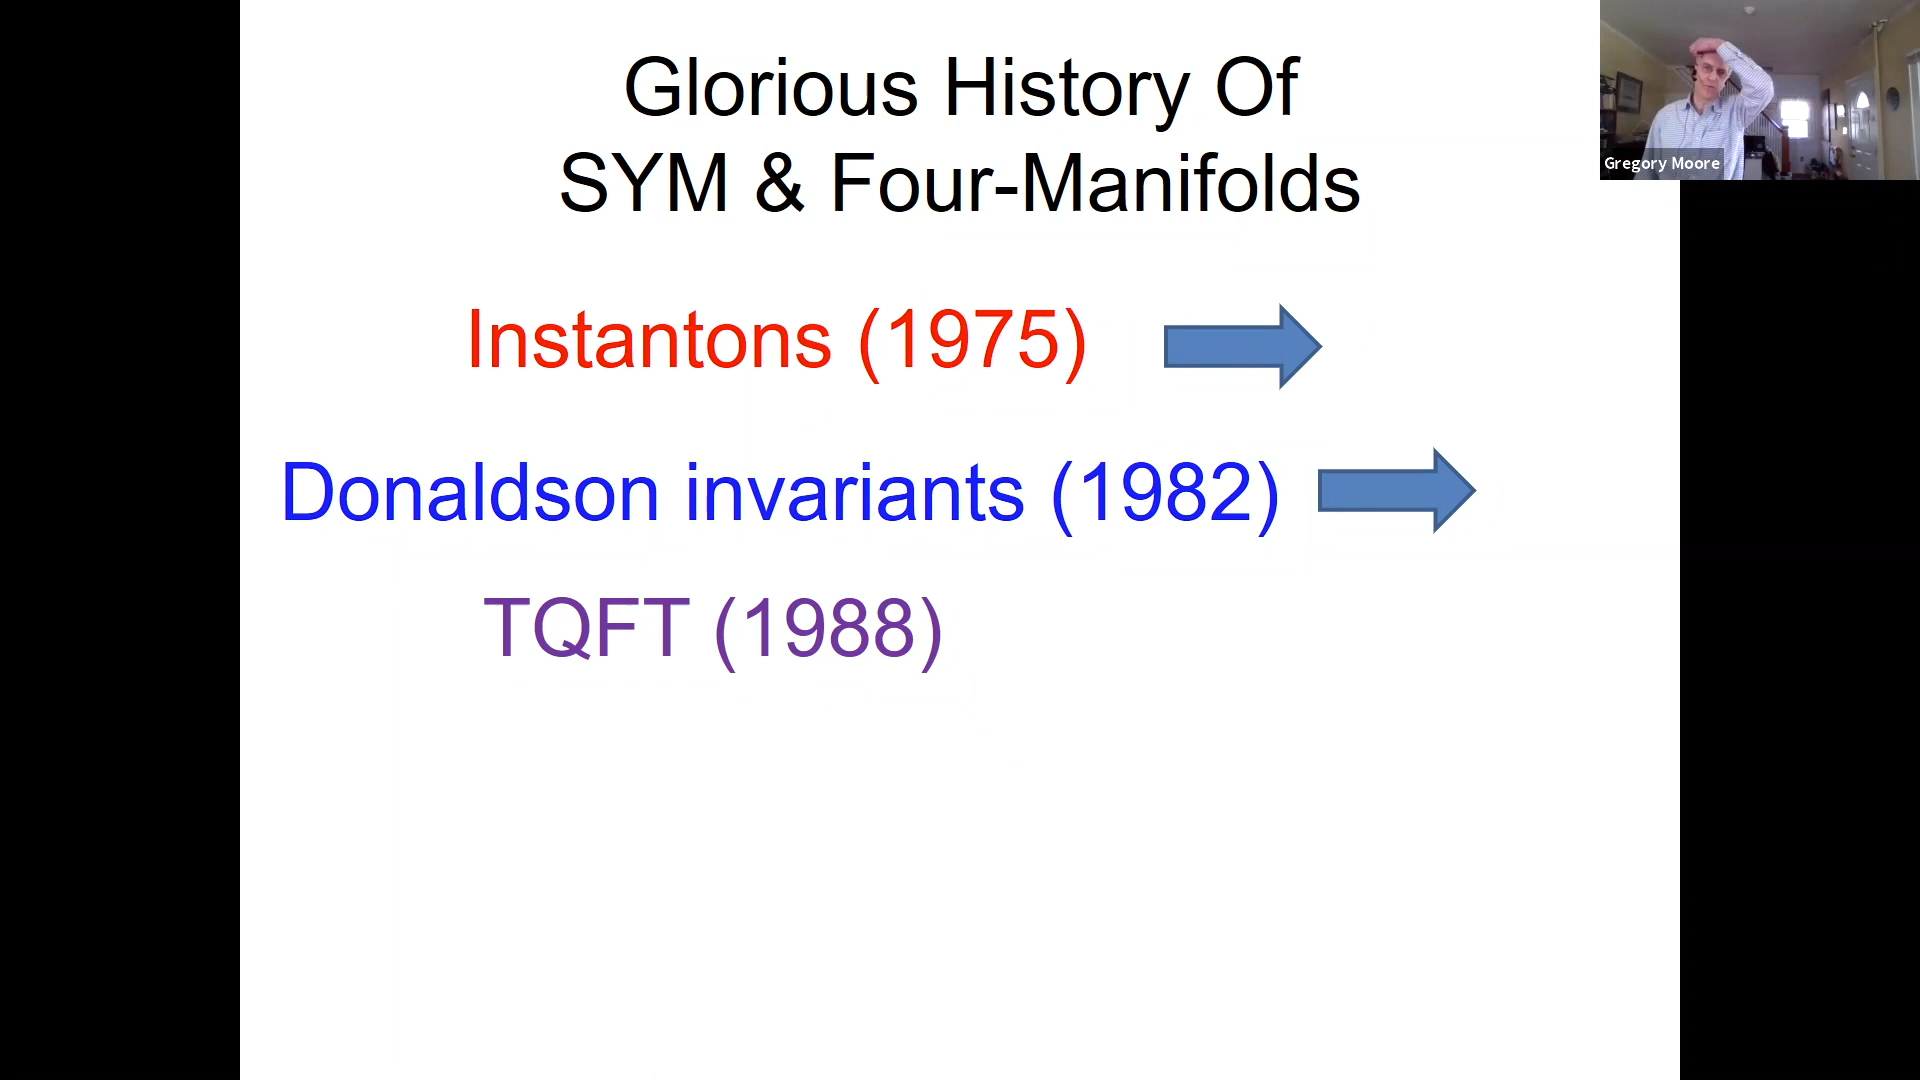 Glorious History Of
SYM & Four-Manifolds
Instantons (1975)
Donaldson invariants (1982)
TQFT (1988)
Gregory Moore